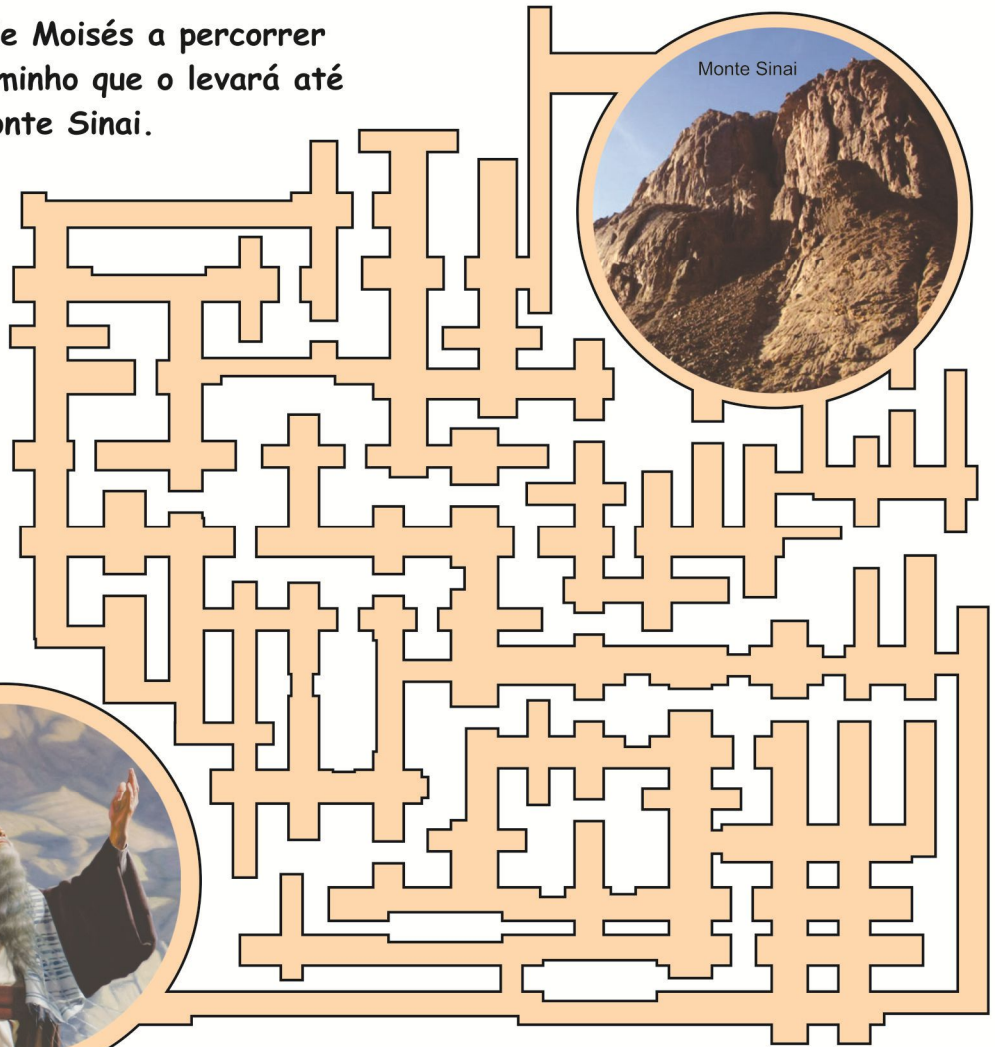 e Moisés a percorrer
minho que o levará até
onte Sinai.
Monte Sinai